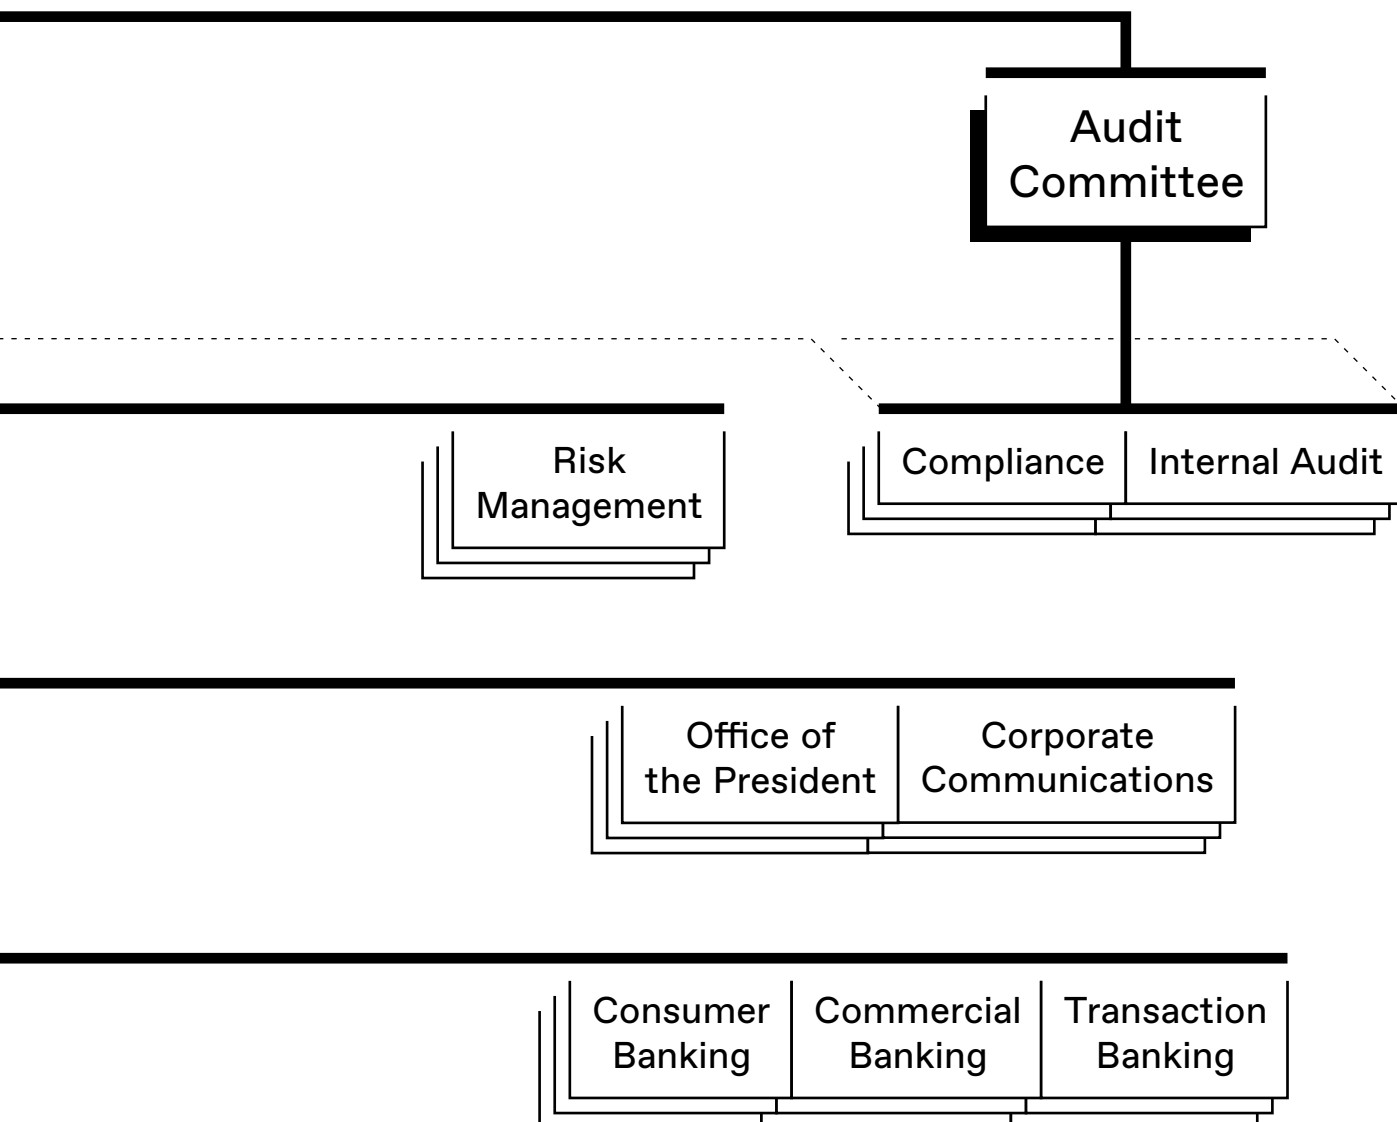 Audit
Committee
Risk
Management
Compliance
Internal Audit
Office of
the President
Corporate
Communications
Consumer
Banking
Commercial
Banking
Transaction
Banking